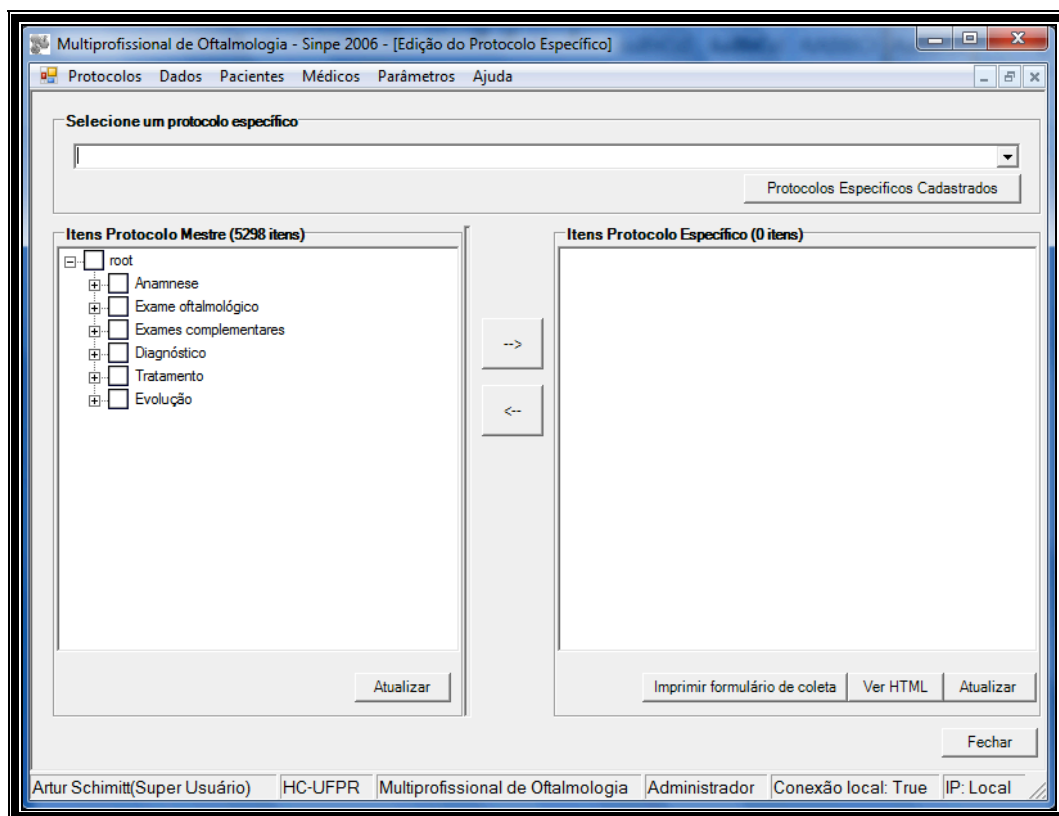 Multiprofissional de Oftalmologia - Sinpe 2006 - [Edição do Protocolo Específico]
Protocolos Dados Pacientes Médicos Parâmetros Ajuda
Selecione um protocolo específico
Protocolos Especificos Cadastrados
Itens Protocolo Mestre (5298 itens)
root
Anamnese
Exame oftalmológico
Exames complementares
Diagnóstico
Tratamento
Evolução
Atualizar
-->
<--
Itens Protocolo Específico (0 itens)
Imprimir formulário de coleta Ver HTML Atualizar
Fechar
Artur Schimitt(Super Usuário) HC-UFPR Multiprofissional de Oftalmologia Administrador Conexão local: True IP: Local